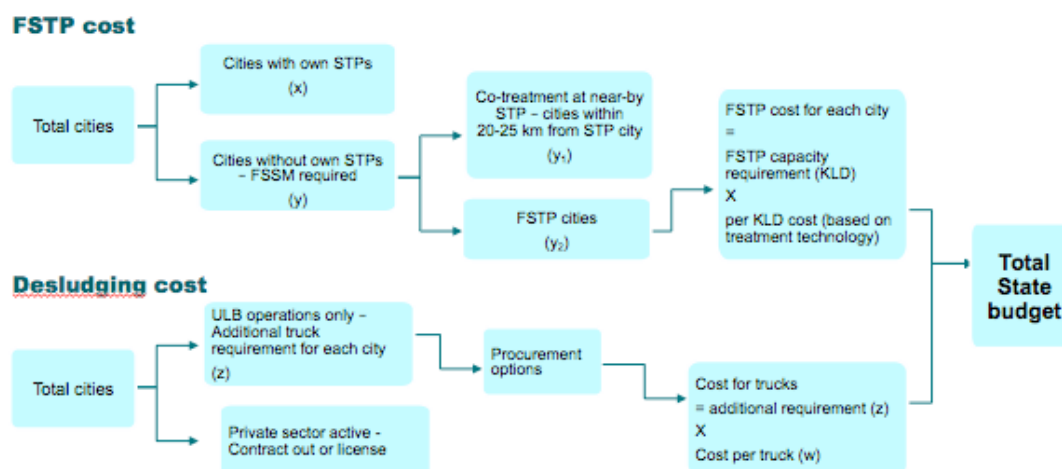 FSTP cost
Total cities
Cities with own STPs
(x)
Cities without own STPs
– FSSM required
(y)
Co-treatment at near-by
STP – cities within
20-25 km from STP city
(y₁)
FSTP cities
(y₂)
FSTP cost for each city
=
FSTP capacity
requirement (KLD)
X
per KLD cost (based on
treatment technology)
Total
State
budget
Desludging cost
Total cities
ULB operations only –
Additional truck
requirement for each city
(z)
Private sector active -
Contract out or license
Procurement
options
Cost for trucks
= additional requirement (z)
X
Cost per truck (w)